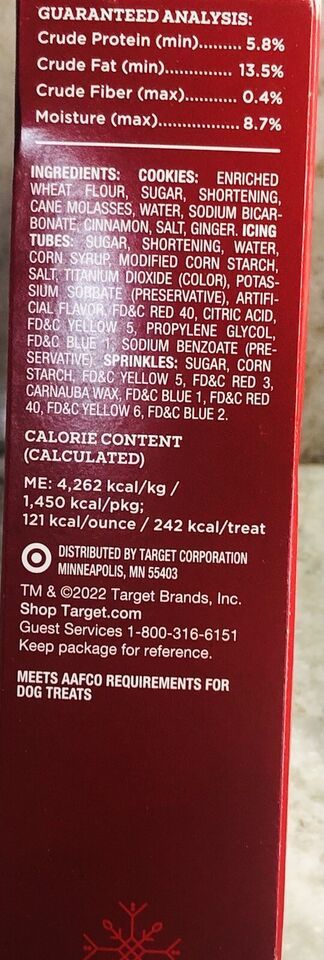 GUARANTEED ANALYSIS:
Crude Protein (min)......... 5.8%
Crude Fat (min).............. 13.5%
Crude Fiber (max)........... 0.4%
Moisture (max)................. 8.7%
INGREDIENTS: COOKIES: ENRICHED
WHEAT FLOUR, SUGAR, SHORTENING,
CANE MOLASSES, WATER, SODIUM BICAR-
BONATE, CINNAMON, SALT, GINGER. ICING
TUBES: SUGAR, SHORTENING, WATER,
CORN SYRUP, MODIFIED CORN STARCH,
SALT, TITANIUM DIOXIDE (COLOR), POTAS-
SIUM SORBATE (PRESERVATIVE), ARTIFI-
CIAL FLAVOR, FD&C RED 40, CITRIC ACID,
FD&C YELLOW 5, PROPYLENE GLYCOL,
FD&C BLUE 1, SODIUM BENZOATE (PRE-
SERVATIVE). SPRINKLES: SUGAR, CORN
STARCH, FD&C YELLOW 5, FD&C RED 3,
CARNAUBA WAX, FD&C BLUE 1, FD&C RED
40, FD&C YELLOW 6, FD&C BLUE 2.
CALORIE CONTENT
(CALCULATED)
ME: 4,262 kcal/kg /
1,450 kcal/pkg;
121 kcal/ounce / 242 kcal/treat
DISTRIBUTED BY TARGET CORPORATION
MINNEAPOLIS, MN 55403
TM & ©2022 Target Brands, Inc.
Shop Target.com
Guest Services 1-800-316-6151
Keep package for reference.
MEETS AAFCO REQUIREMENTS FOR
DOG TREATS